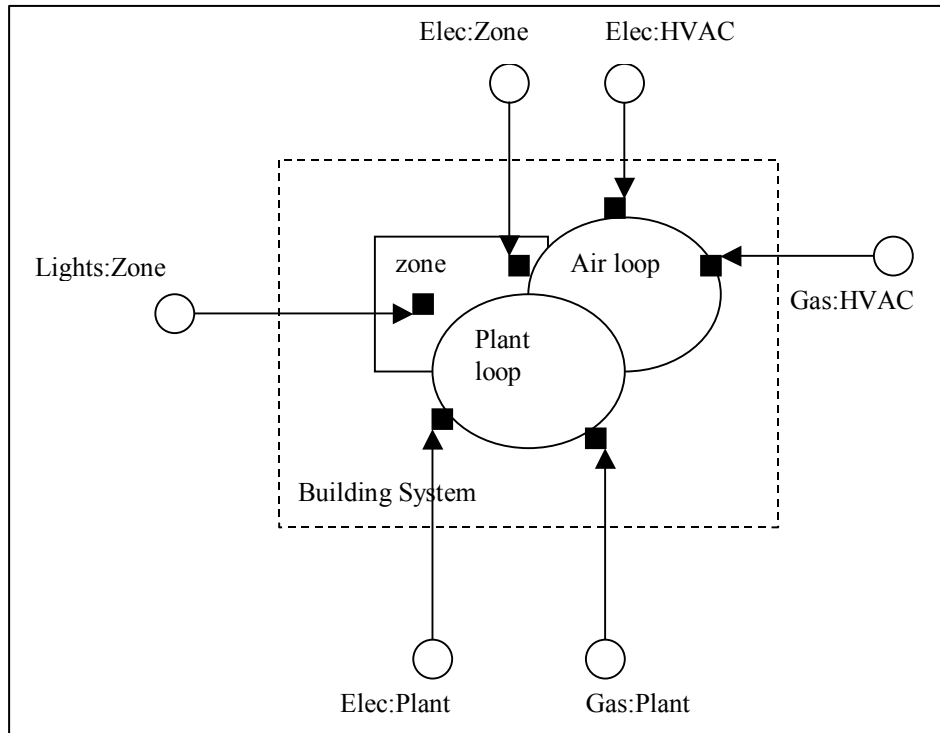 Elec:Zone
Elec:HVAC
Lights:Zone
zone
Air loop
Gas:HVAC
Plant
loop
Building System
Elec:Plant
Gas:Plant